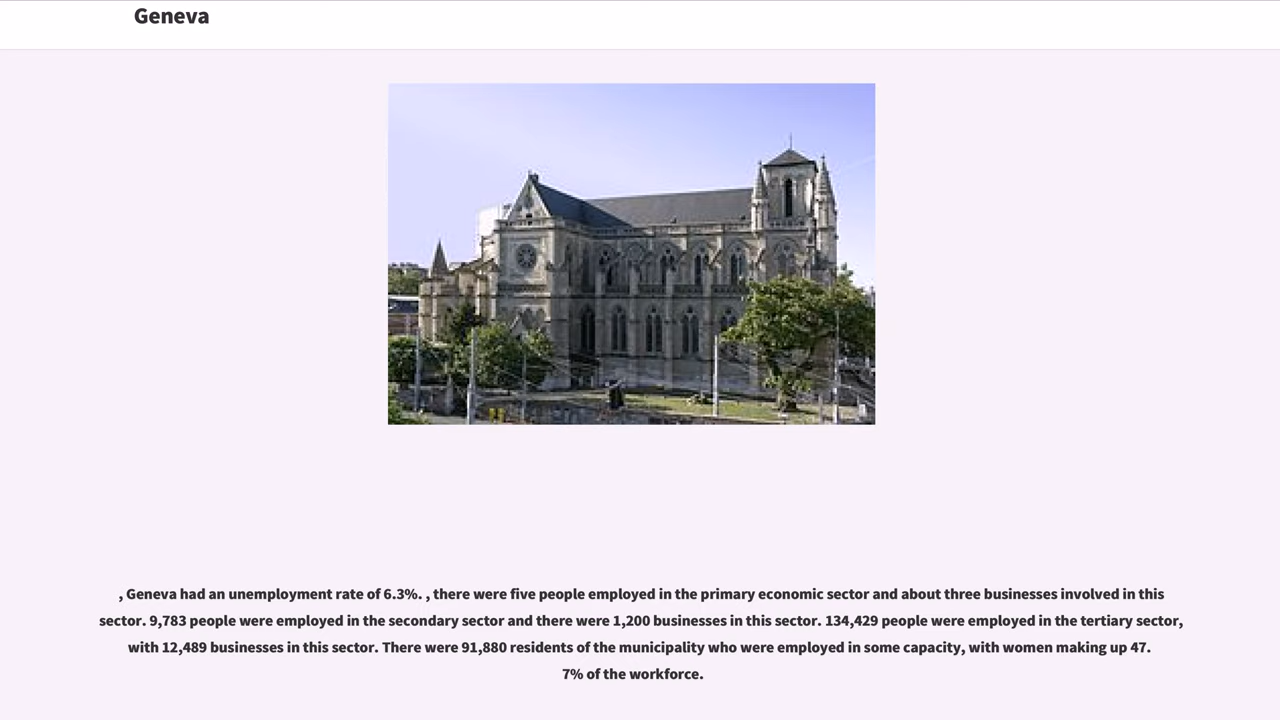 Geneva
, Geneva had an unemployment rate of 6.3%. , there were five people employed in the primary economic sector and about three businesses involved in this
sector. 9,783 people were employed in the secondary sector and there were 1,200 businesses in this sector. 134,429 people were employed in the tertiary sector,
with 12,489 businesses in this sector. There were 91,880 residents of the municipality who were employed in some capacity, with women making up 47.
7% of the workforce.